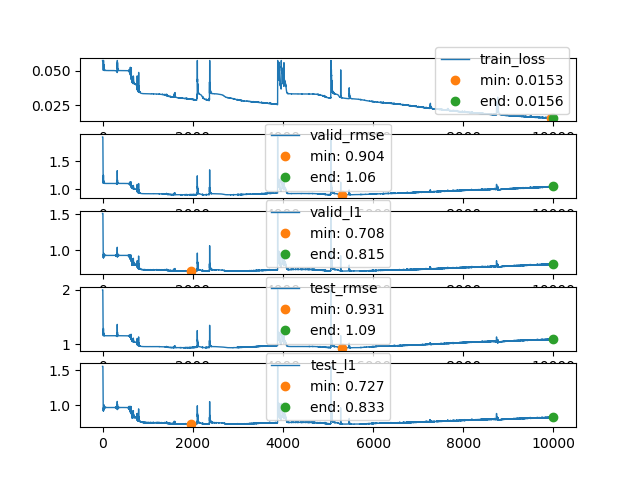 train_loss
min: 0.0153
end: 0.0156
0.050
0.025
valid_rmse
min: 0.904
end: 1.06
1.5
1.0
valid_l1
min: 0.708
end: 0.815
1.5
1.0
test_rmse
min: 0.931
end: 1.09
2
1
test_l1
min: 0.727
end: 0.833
1.5
1.0
0 2000 4000 6000 8000 10000